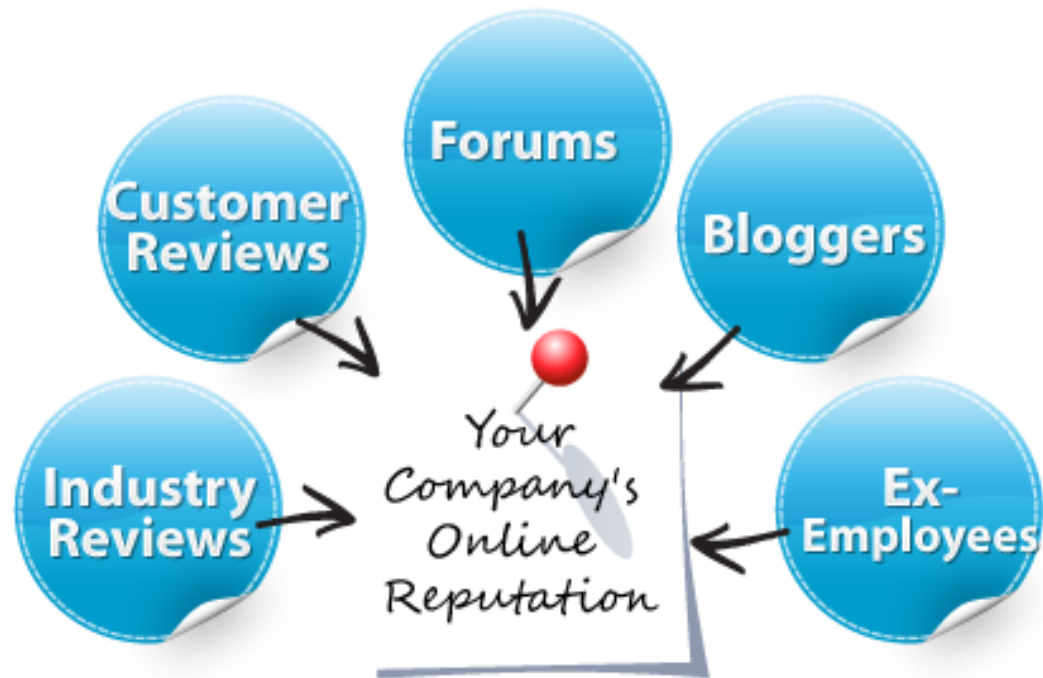 Forums
Customer
Reviews
Bloggers
Industry
Reviews
Your
Company's
Online
Reputation
Ex-
Employees